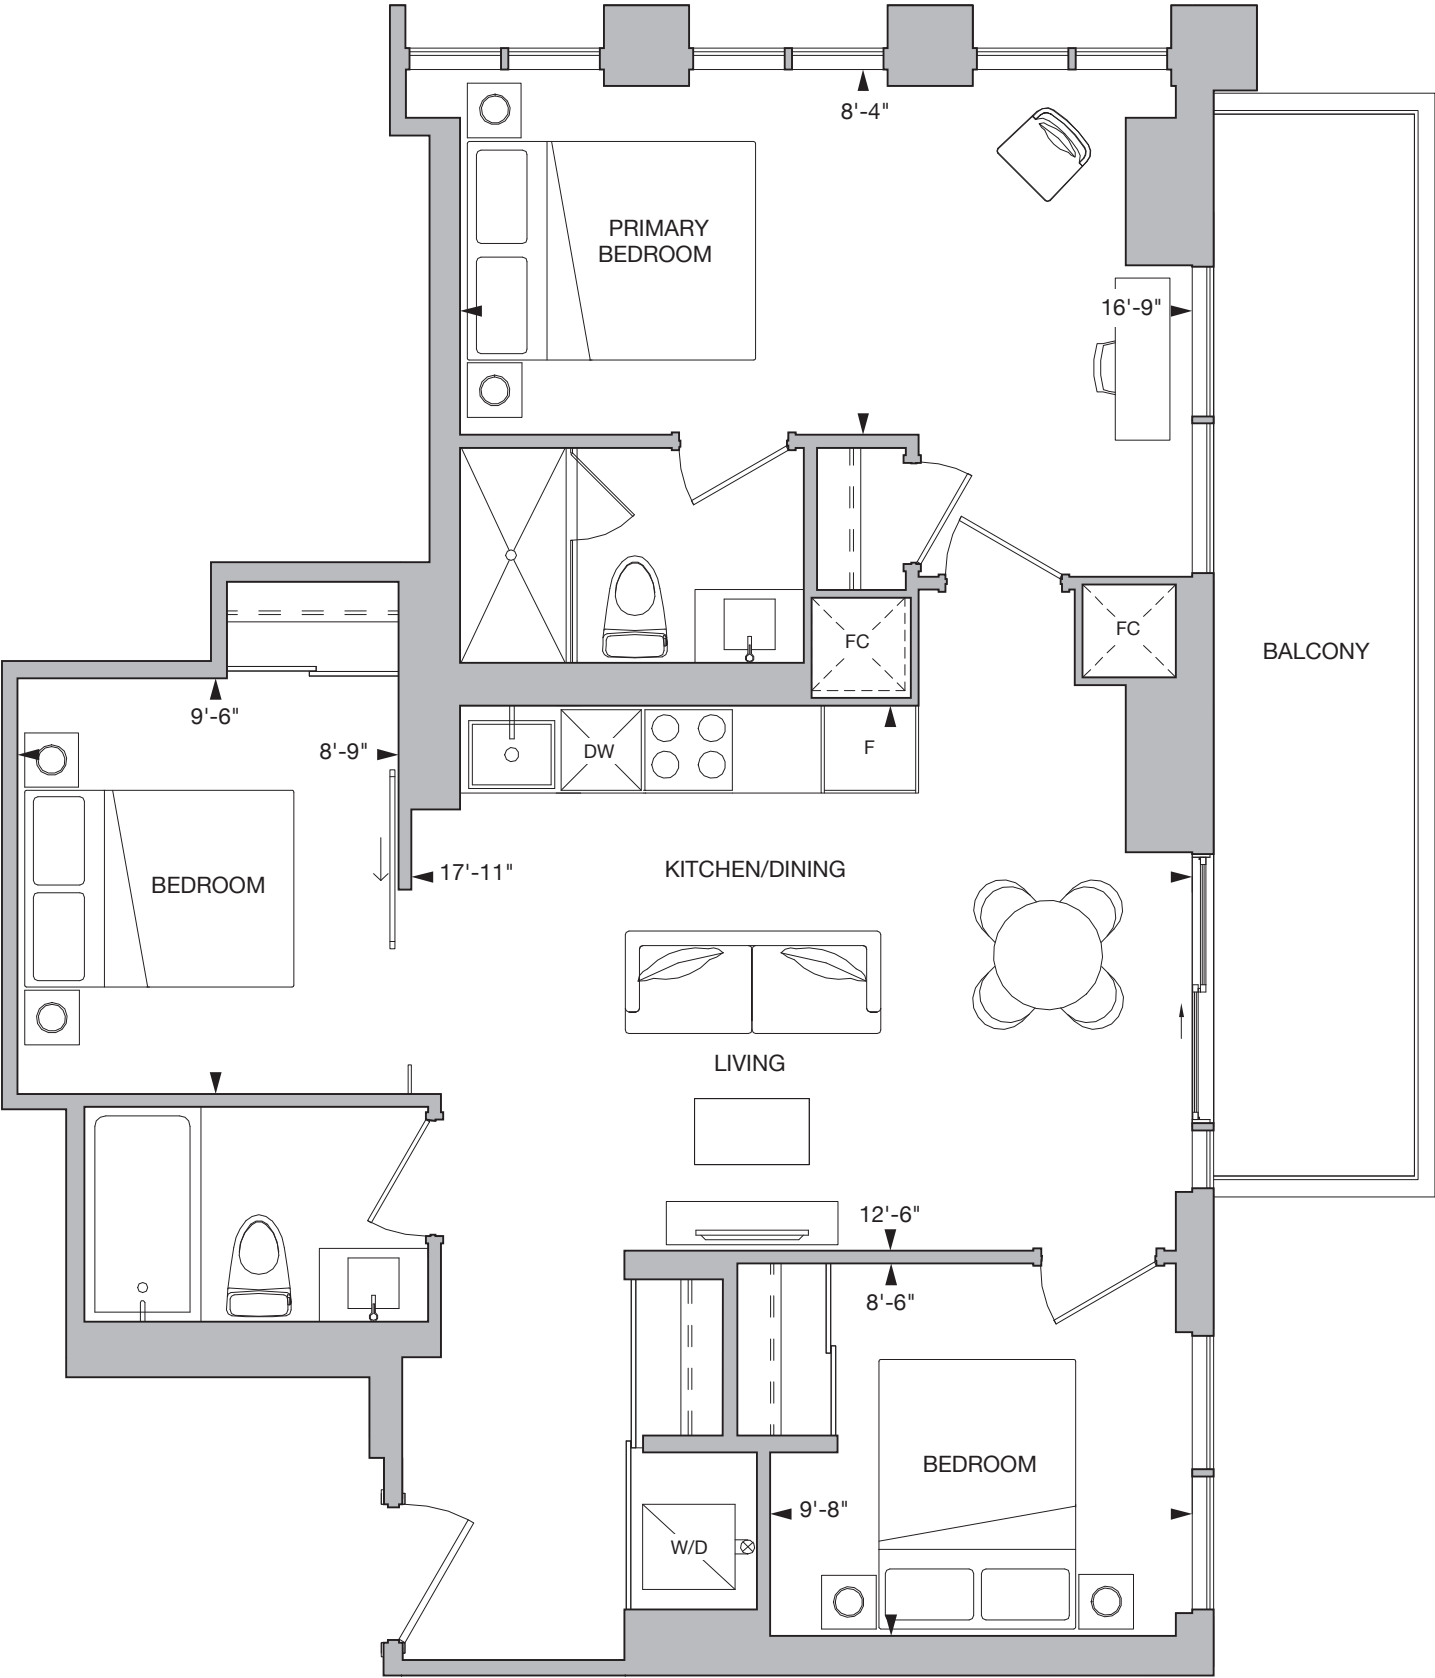 8'-4"
PRIMARY
BEDROOM
16'-9"
FC
FC
BALCONY
9'-6"
8'-9"
DW
F
17'-11"
KITCHEN/DINING
BEDROOM
LIVING
12'-6"
8'-6"
BEDROOM
9'-8"
W/D